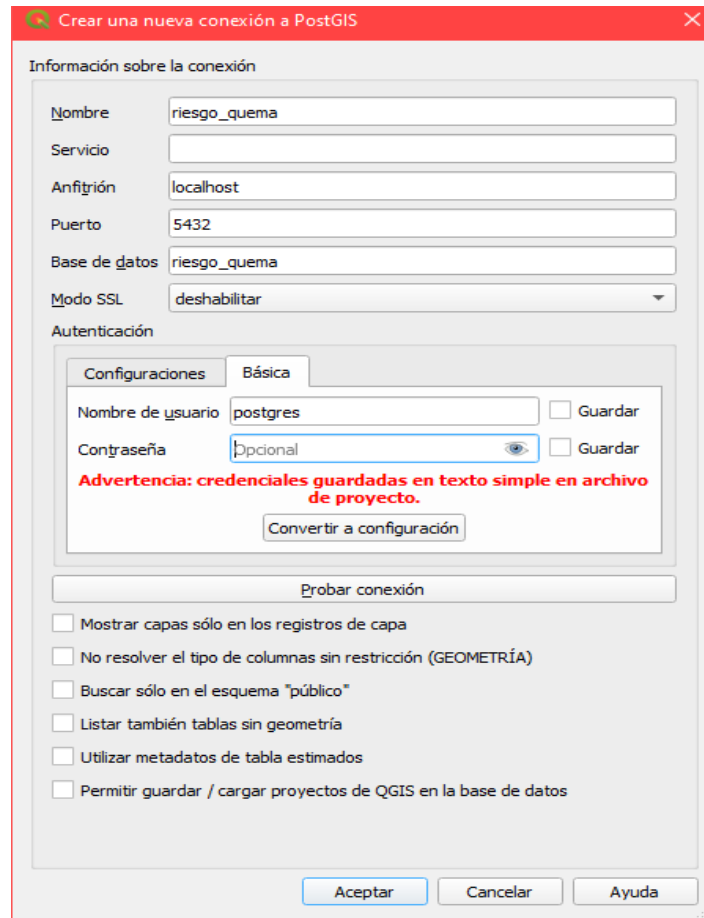 Crear una nueva conexión a PostGIS
Información sobre la conexión
Nombre riesgo_quema
Servicio
Anfitrión localhost
Puerto 5432
Base de datos riesgo_quema
Modo SSL deshabilitar
Autenticación
Configuraciones Básica
Nombre de usuario postgres Guardar
Contraseña Opcional Guardar
Advertencia: credenciales guardadas en texto simple en archivo
de proyecto.
Convertir a configuración
Probar conexión
Mostrar capas sólo en los registros de capa
No resolver el tipo de columnas sin restricción (GEOMETRÍA)
Buscar sólo en el esquema "público"
Listar también tablas sin geometría
Utilizar metadatos de tabla estimados
Permitir guardar / cargar proyectos de QGIS en la base de datos
Aceptar Cancelar Ayuda